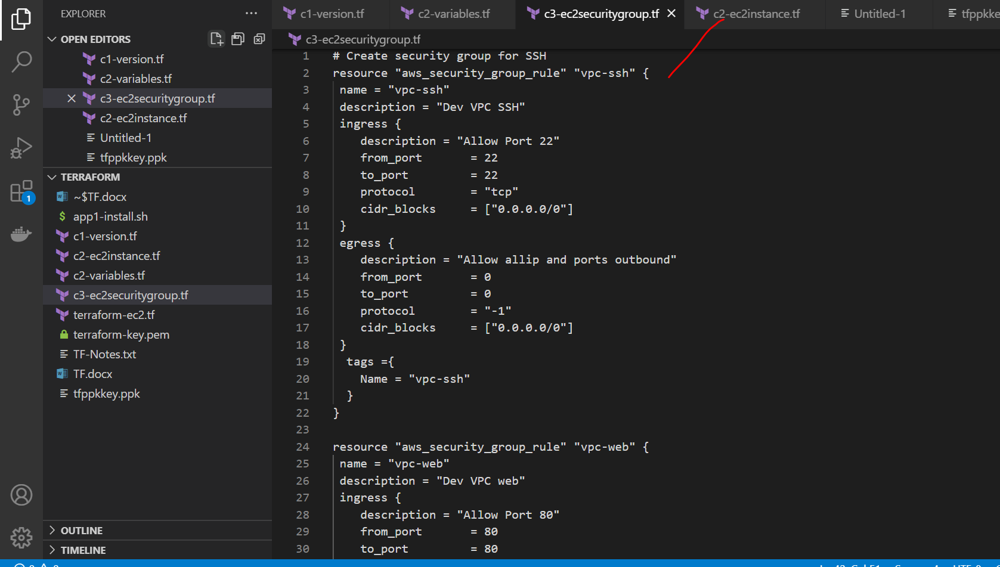 EXPLORER
OPEN EDITORS
c1-version.tf
c2-variables.tf
c3-ec2securitygroup.tf
c2-ec2instance.tf
Untitled-1
tfppkkey.ppk
TERRAFORM
~$TF.docx
app1-install.sh
c1-version.tf
c2-ec2instance.tf
c2-variables.tf
c3-ec2securitygroup.tf
terraform-ec2.tf
terraform-key.pem
TF-Notes.txt
TF.docx
tfppkkey.ppk
OUTLINE
TIMELINE
1
c1-version.tf c2-variables.tf c3-ec2securitygroup.tf c2-ec2instance.tf Untitled-1 tfppkke
c3-ec2securitygroup.tf
1 # Create security group for SSH
2 resource "aws_security_group_rule" "vpc-ssh" {
3 name = "vpc-ssh"
4 description = "Dev VPC SSH"
5 ingress {
6 description = "Allow Port 22"
7 from_port = 22
8 to_port = 22
9 protocol = "tcp"
10 cidr_blocks = ["0.0.0.0/0"]
11 }
12 egress {
13 description = "Allow allip and ports outbound"
14 from_port = 0
15 to_port = 0
16 protocol = "-1"
17 cidr_blocks = ["0.0.0.0/0"]
18 }
19 tags ={
20 Name = "vpc-ssh"
21 }
22 }
23
24 resource "aws_security_group_rule" "vpc-web" {
25 name = "vpc-web"
26 description = "Dev VPC web"
27 ingress {
28 description = "Allow Port 80"
29 from_port = 80
30 to_port = 80